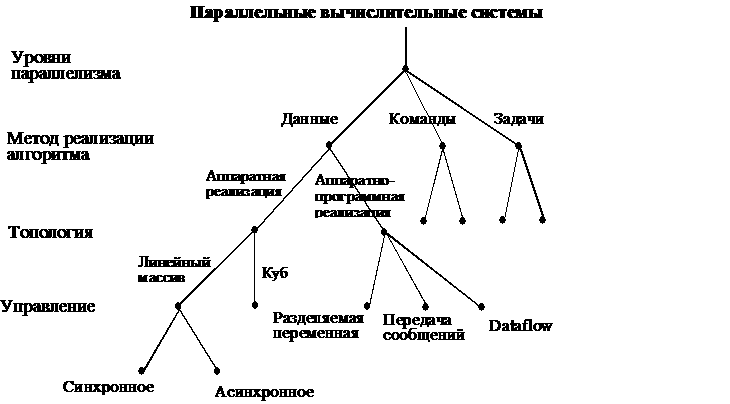 Параллельные вычислительные системы
Уровни
параллелизма
Данные
Команды
Задачи
Метод реализации
алгоритма
Аппаратная
реализация
Аппаратно-
программная
реализация
Топология
Линейный
массив
Куб
Управление
Разделяемая
переменная
Передача
сообщений
Dataflow
Синхронное
Асинхронное